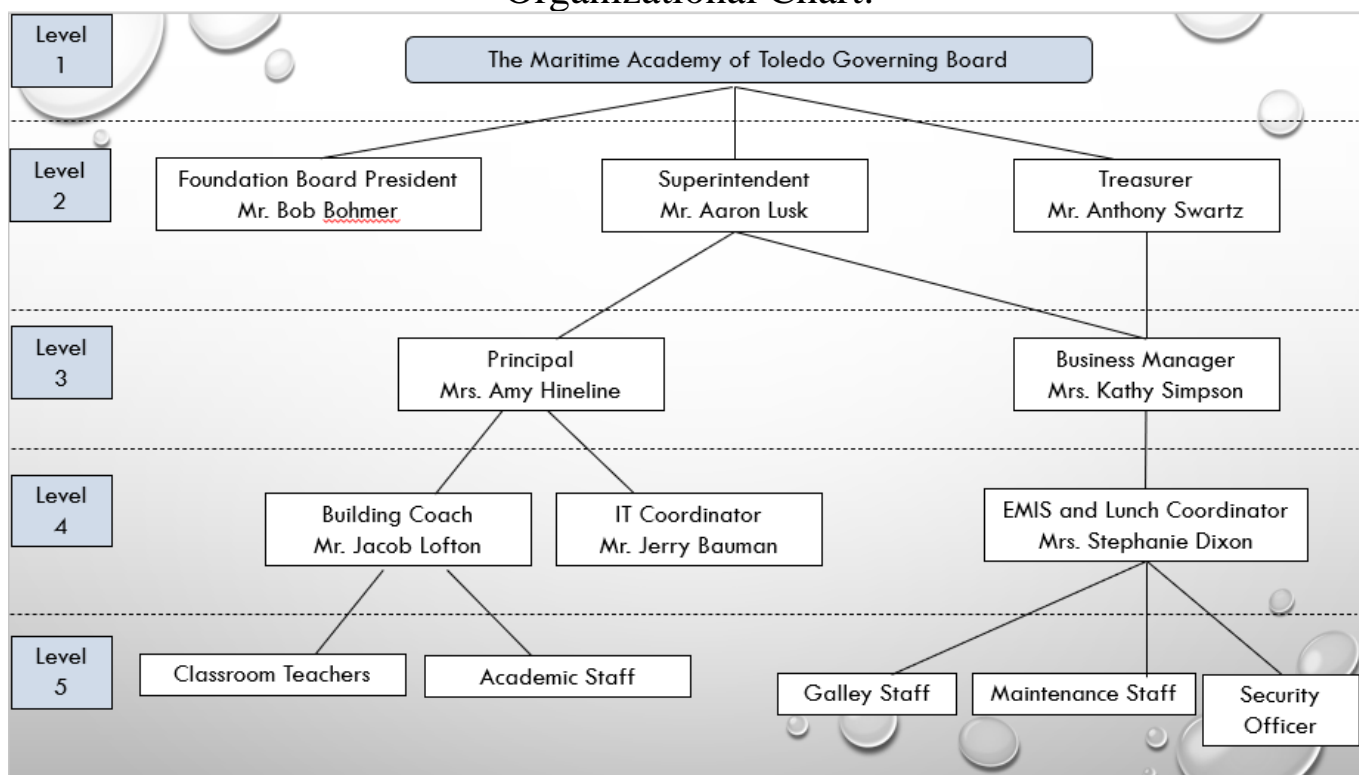 Organizational Chart:
Level
1
The Maritime Academy of Toledo Governing Board
Level
2
Foundation Board President
Mr. Bob Bohmer
Superintendent
Mr. Aaron Lusk
Treasurer
Mr. Anthony Swartz
Level
3
Principal
Mrs. Amy Hineline
Business Manager
Mrs. Kathy Simpson
Level
4
Building Coach
Mr. Jacob Lofton
IT Coordinator
Mr. Jerry Bauman
EMIS and Lunch Coordinator
Mrs. Stephanie Dixon
Level
5
Classroom Teachers
Academic Staff
Galley Staff
Maintenance Staff
Security
Officer